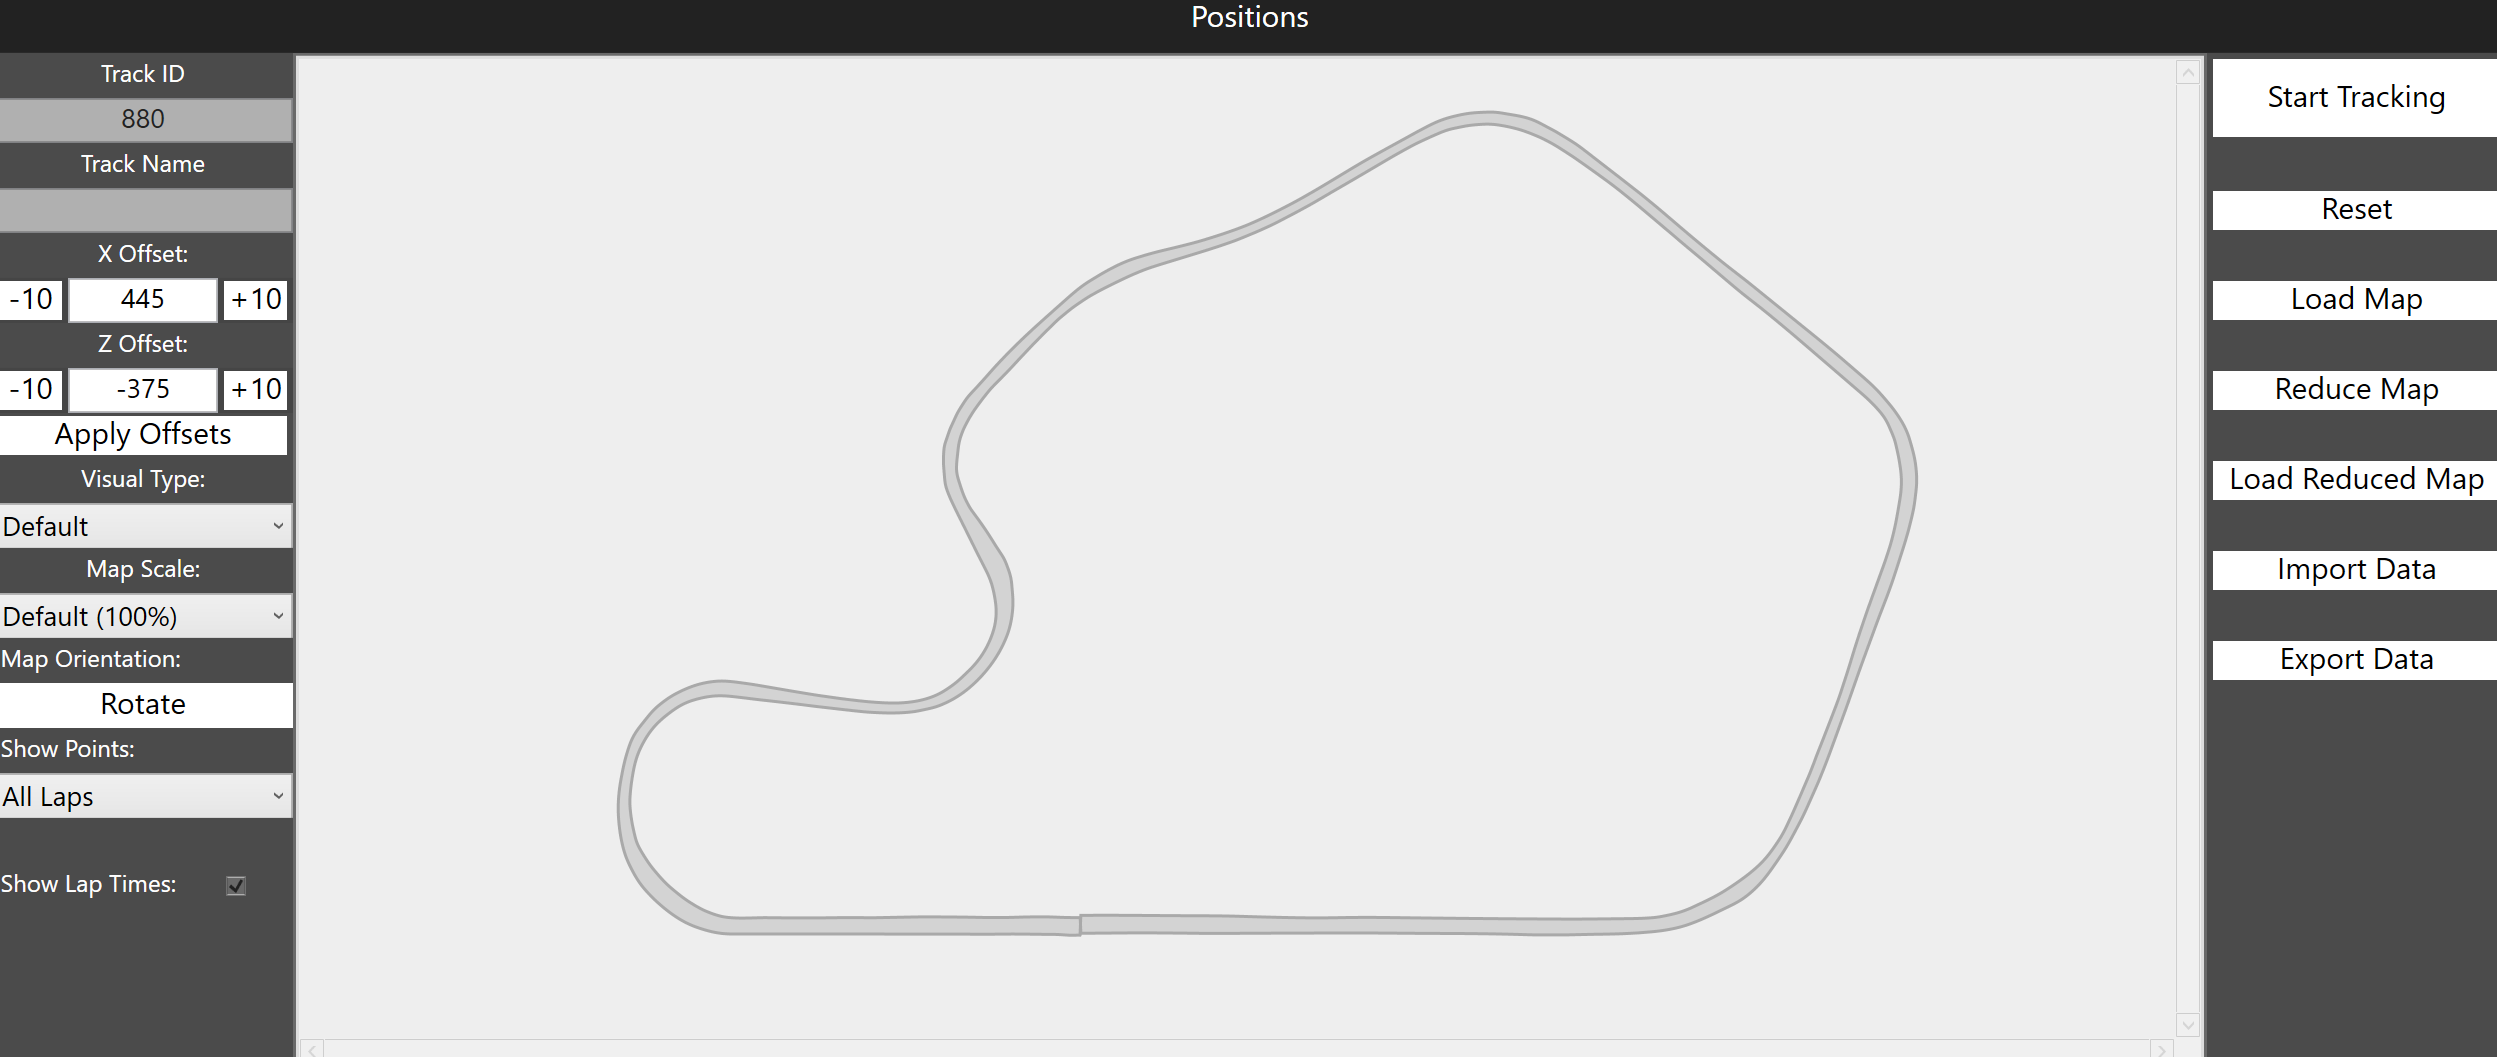 Positions
Track ID
880
Track Name
X Offset:
-10 445 +10
Z Offset:
-10 -375 +10
Apply Offsets
Visual Type:
Default
Map Scale:
Default (100%)
Map Orientation:
Rotate
Show Points:
All Laps
Show Lap Times:
Start Tracking
Reset
Load Map
Reduce Map
Load Reduced Map
Import Data
Export Data